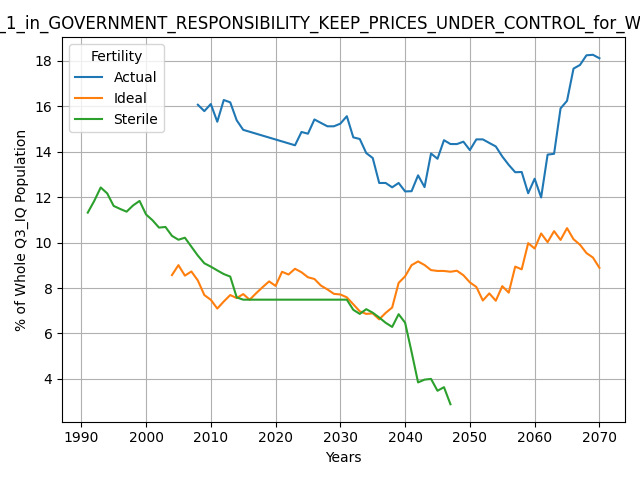 _1_in_GOVERNMENT_RESPONSIBILITY_KEEP_PRICES_UNDER_CONTROL_for_W
Fertility
Actual
Ideal
Sterile
% of Whole Q3_IQ Population
18
16
14
12
10
8
6
4
1990 2000 2010 2020 2030 2040 2050 2060 2070
Years